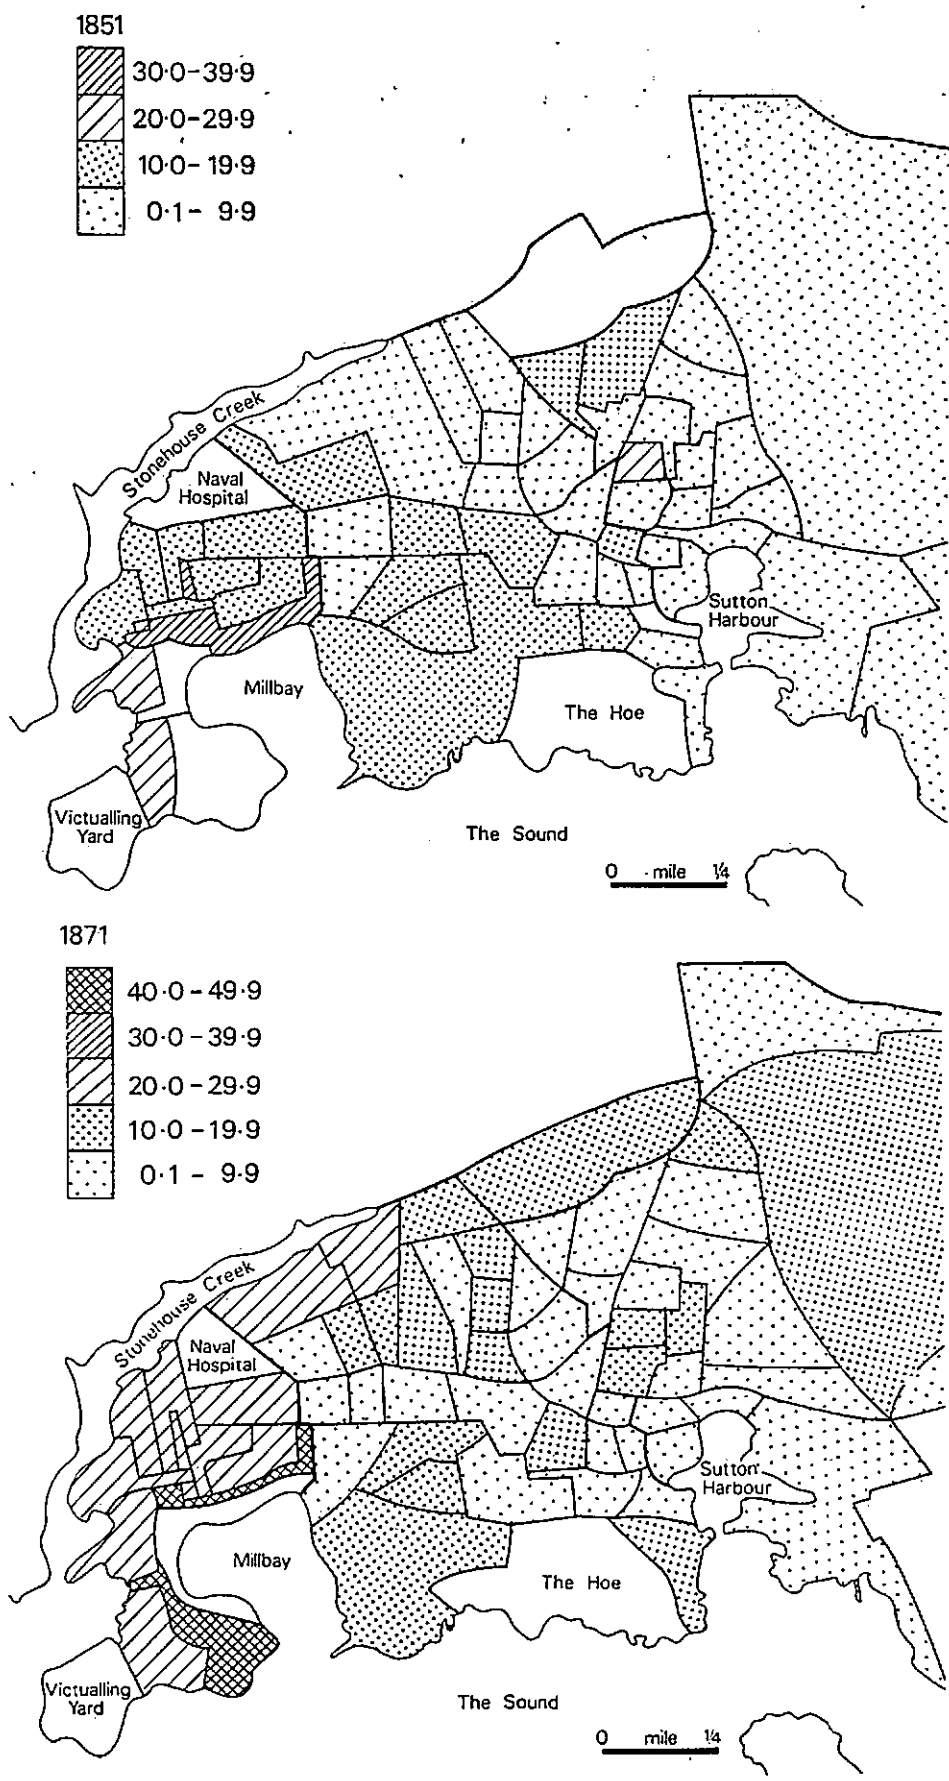 1851
30·0-39·9
20·0-29·9
10·0-19·9
0·1- 9·9
Stonehouse Creek
Naval
Hospital
Sutton
Harbour
Millbay
The Hoe
Victualling
Yard
The Sound
0 mile ¼
1871
40·0-49·9
30·0-39·9
20·0-29·9
10·0-19·9
0·1- 9·9
Stonehouse Creek
Naval
Hospital
Sutton
Harbour
Millbay
The Hoe
Victualling
Yard
The Sound
0 mile ¼